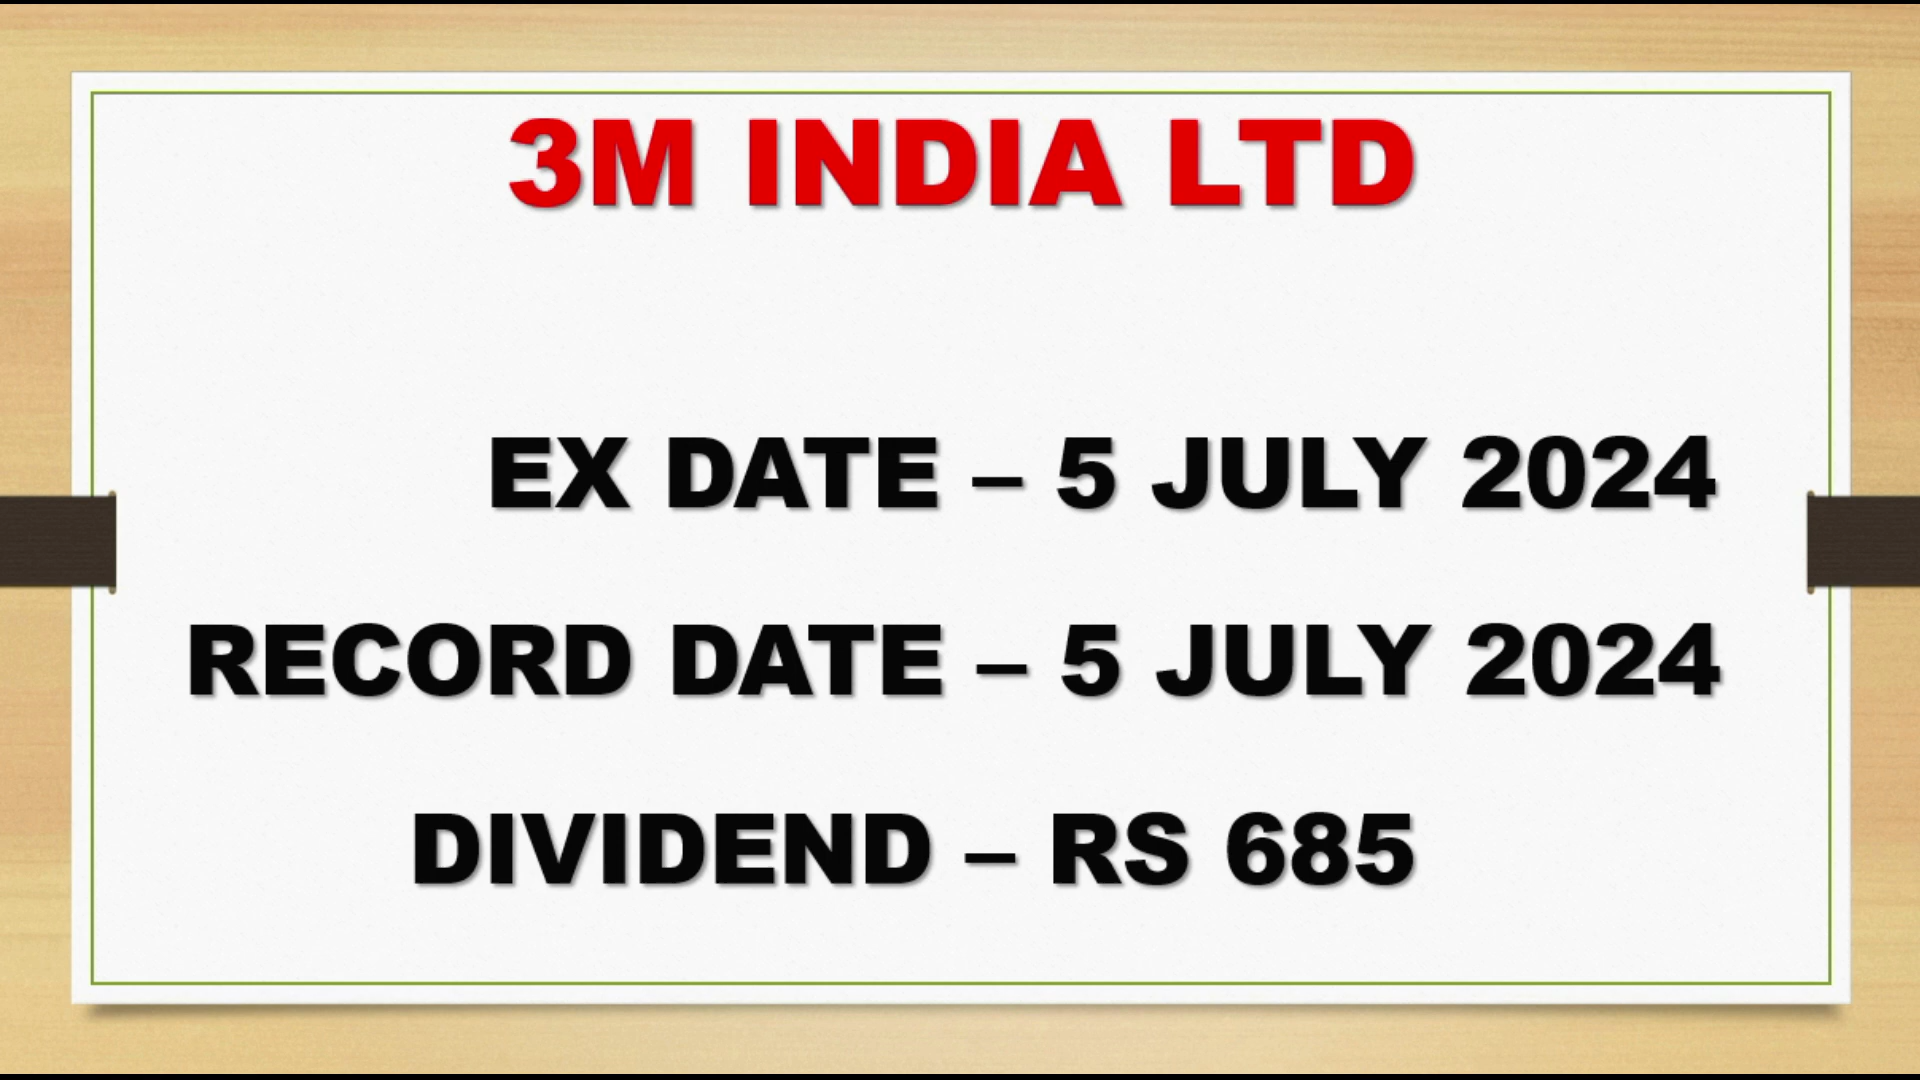 3M INDIA LTD
EX DATE – 5 JULY 2024
RECORD DATE – 5 JULY 2024
DIVIDEND – RS 685